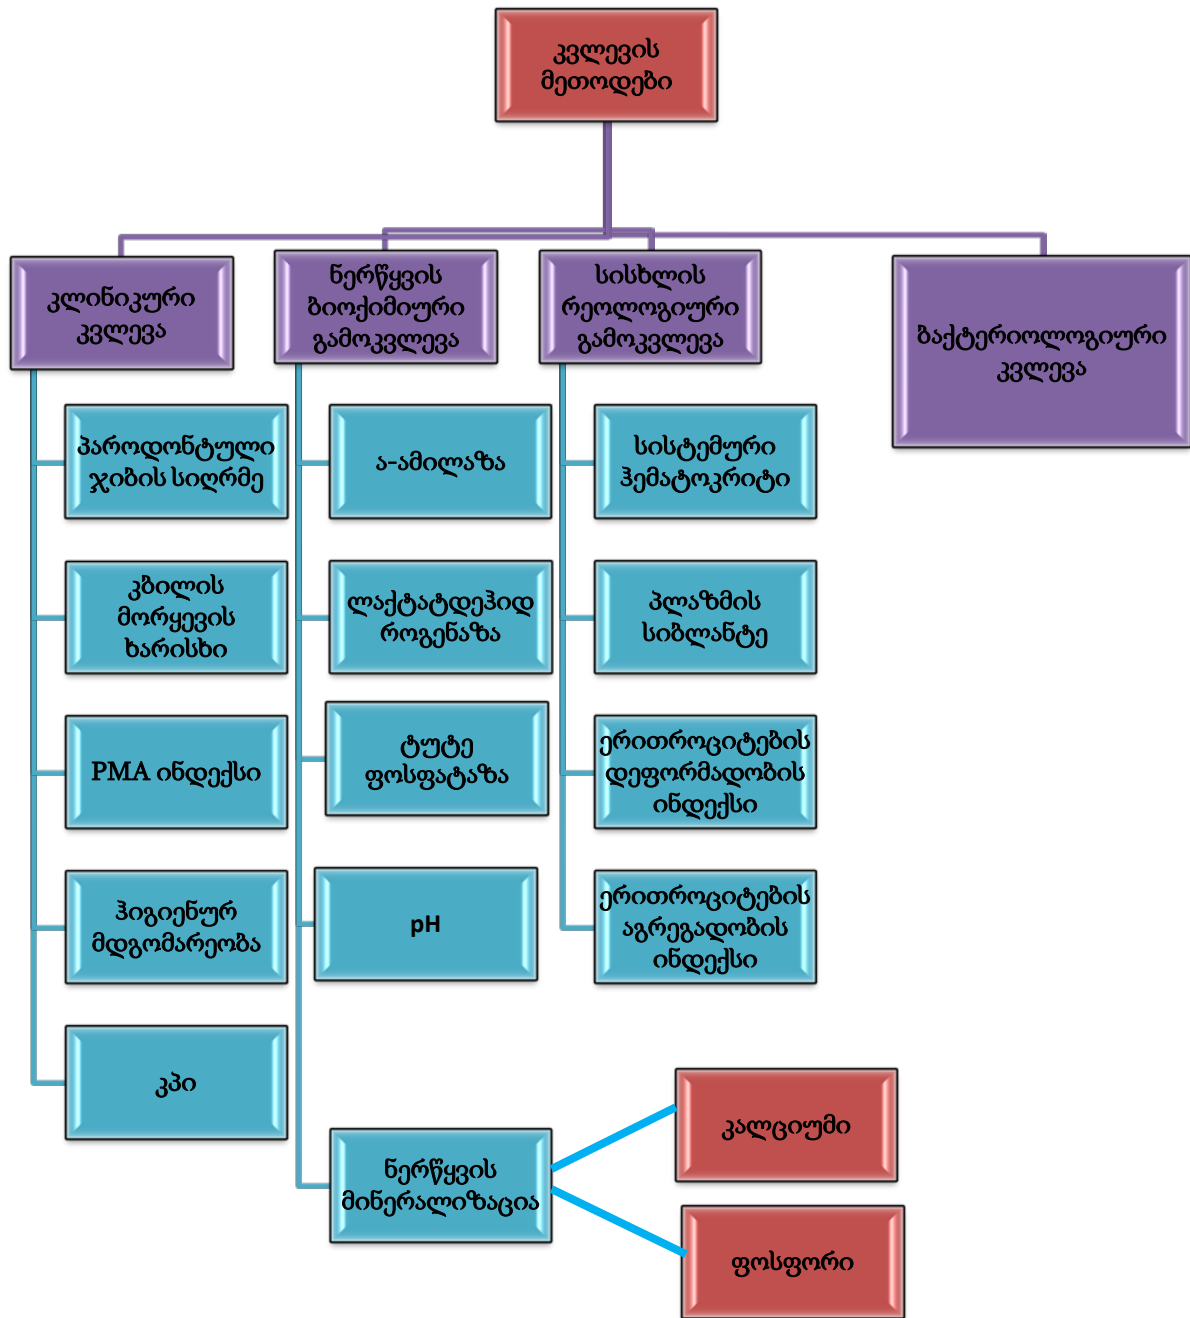 კვლევის
მეთოდები
კლინიკური
კვლევა
ნერწყვის
ბიოქიმიური
გამოკვლევა
სისხლის
რეოლოგიური
გამოკვლევა
ბაქტერიოლოგიური
კვლევა
პაროდონტული
ჯიბის სიღრმე
კბილის
მორყევის
ხარისხი
PMA ინდექსი
ჰიგიენურ
მდგომარეობა
კპი
ა-ამილაზა
ლაქტატდეჰიდ
როგენაზა
ტუტე
ფოსფატაზა
pH
ნერწყვის
მინერალიზაცია
კალციუმი
ფოსფორი
სისტემური
ჰემატოკრიტი
პლაზმის
სიბლანტე
ერითროციტების
დეფორმადობის
ინდექსი
ერითროციტების
აგრეგადობის
ინდექსი